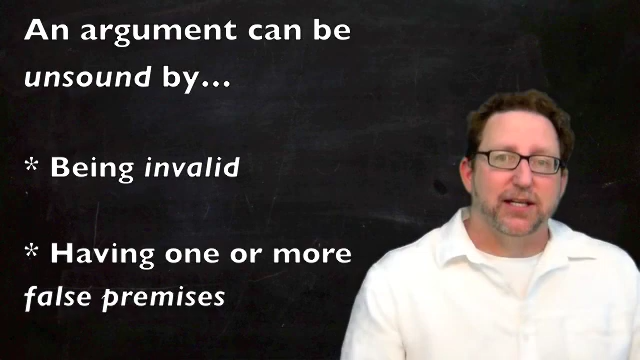 An argument can be
unsound by...
* Being invalid
* Having one or more
false premises